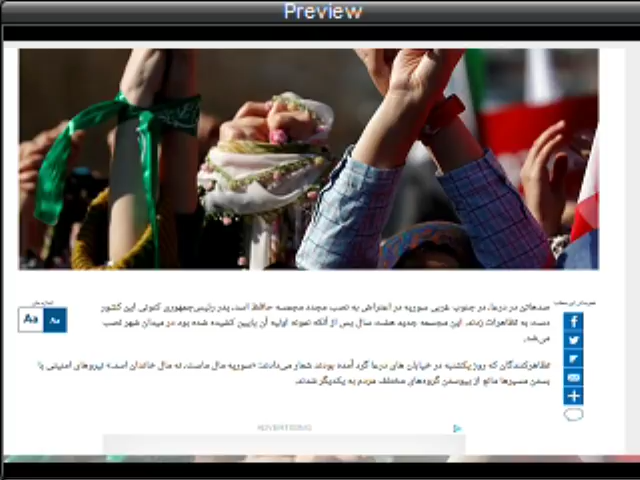 Preview
Aa Aa
صدهاتن در درعا، در جنوب غربی سوریه در اعتراض به نصب مجدد مجسمه حافظ اسد، پدر رئیس‌جمهوری کنونی این کشور
دست به تظاهرات زدند. این مجسمه جدید هشت سال پس از آنکه نمونه اولیه آن پایین کشیده شده بود در میدان شهر نصب
می‌شد.
تظاهرکنندگان که روز یکشنبه در خیابان های درعا گرد آمده بودند شعار می‌دادند: «سوریه مال ماست، نه مال خاندان اسد.» نیروهای امنیتی با
بستن مسیرها مانع از پیوستن گروه‌های مختلف مردم به یکدیگر شدند.
ADVERTISING